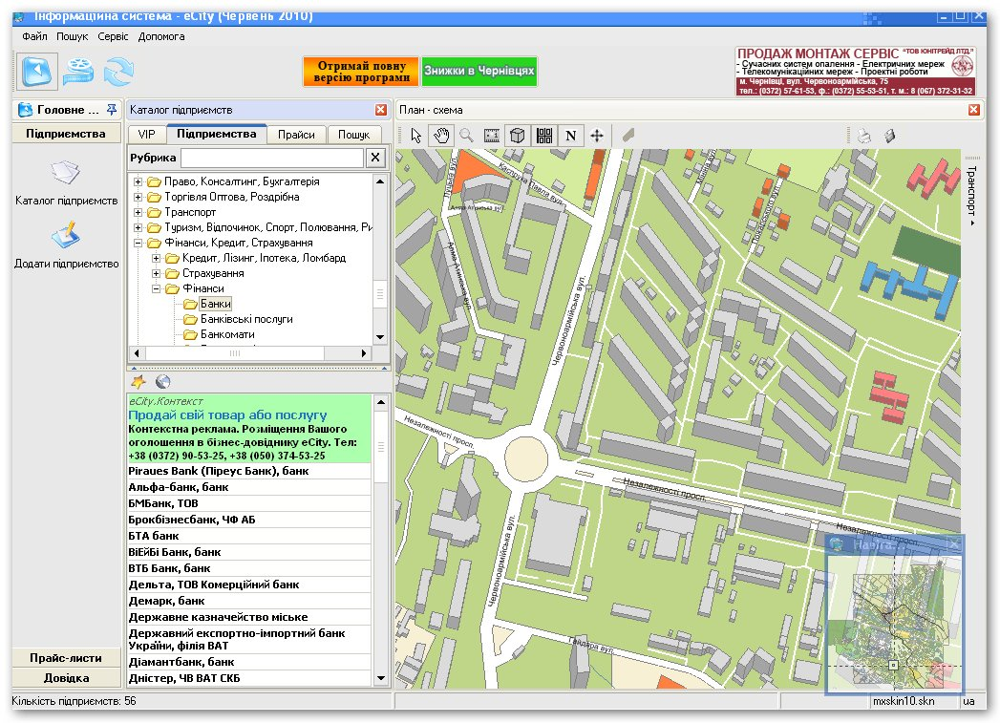 Інформаційна система - eCity (Червень 2010)
Файл Пошук Сервіс Допомога
Отримай повну
версію програми
Знижки в Чернівцях
ПРОДАЖ МОНТАЖ СЕРВІС "ТОВ ЮНІТРЕЙД ЛТД."
- Сучасних систем опалення - Електричних мереж
- Телекомунікаційних мереж - Проектні роботи
м. Чернівці, вул. Червоноармійська, 75
тел.: (0372) 57-61-53, ф.: (0372) 55-53-51, т. м.: 8 (067) 372-31-32
Головне ...
Підприємства
Каталог підприємств
Додати підприємство
Прайс-листи
Довідка
Каталог підприємств
VIP Підприємства Прайси Пошук
Рубрика
Право, Консалтинг, Бухгалтерія
Торгівля Оптова, Роздрібна
Транспорт
Туризм, Відпочинок, Спорт, Полювання, Ри
Фінанси, Кредит, Страхування
Кредит, Лізинг, Іпотека, Ломбард
Страхування
Фінанси
Банки
Банківські послуги
Банкомати
eCity.Контекст
Продай свій товар або послугу
Контекстна реклама. Розміщення Вашого
оголошення в бізнес-довіднику eCity. Тел:
+38 (0372) 90-53-25, +38 (050) 374-53-25
Piraues Bank (Піреус Банк), банк
Альфа-банк, банк
БМБанк, ТОВ
Брокбізнесбанк, ЧФ АБ
БТА банк
ВіЕйБі Банк, банк
ВТБ Банк, банк
Дельта, ТОВ Комерційний банк
Демарк, банк
Державне казначейство міське
Державний експортно-імпортний банк
України, філія ВАТ
Діамантбанк, банк
Дністер, ЧВ ВАТ СКБ
План - схема
N
Транспорт
Каспрука Павла вул.
Червоноармійська вул.
Незалежності просп.
Незалежності просп.
Незалежності просп.
Червоноармійська вул.
Гайдара вул.
Навіга...
Кількість підприємств: 56
mxskin10.skn
ua